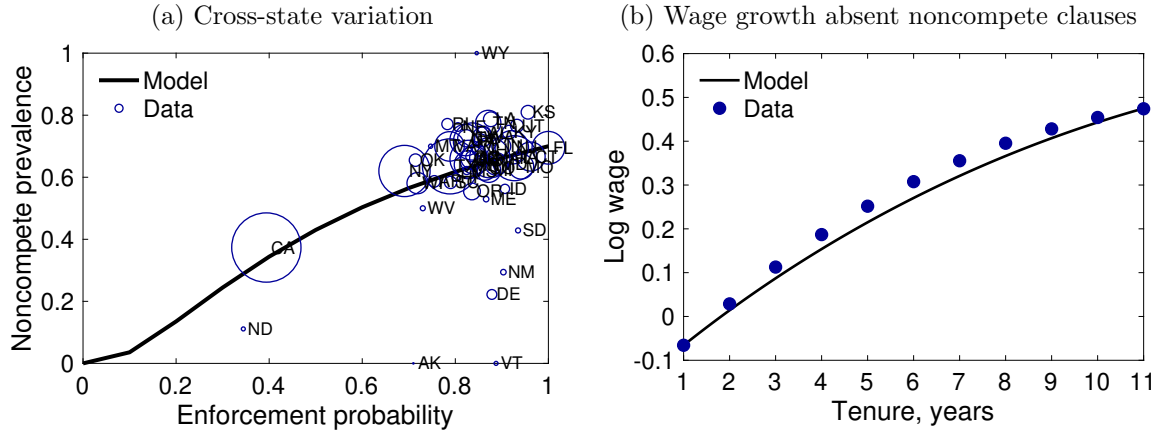 (a) Cross-state variation
Noncompete prevalence
1
0.8
0.6
0.4
0.2
0
Model
Data
WY
KS
FL
MO
OK
OR
ID
ME
WV
SD
CA
NM
DE
ND
AK
VT
0
0.2
0.4
0.6
0.8
1
Enforcement probability
(b) Wage growth absent noncompete clauses
Log wage
0.6
0.5
0.4
0.3
0.2
0.1
0
-0.1
Model
Data
1 2 3 4 5 6 7 8 9 10 11
Tenure, years